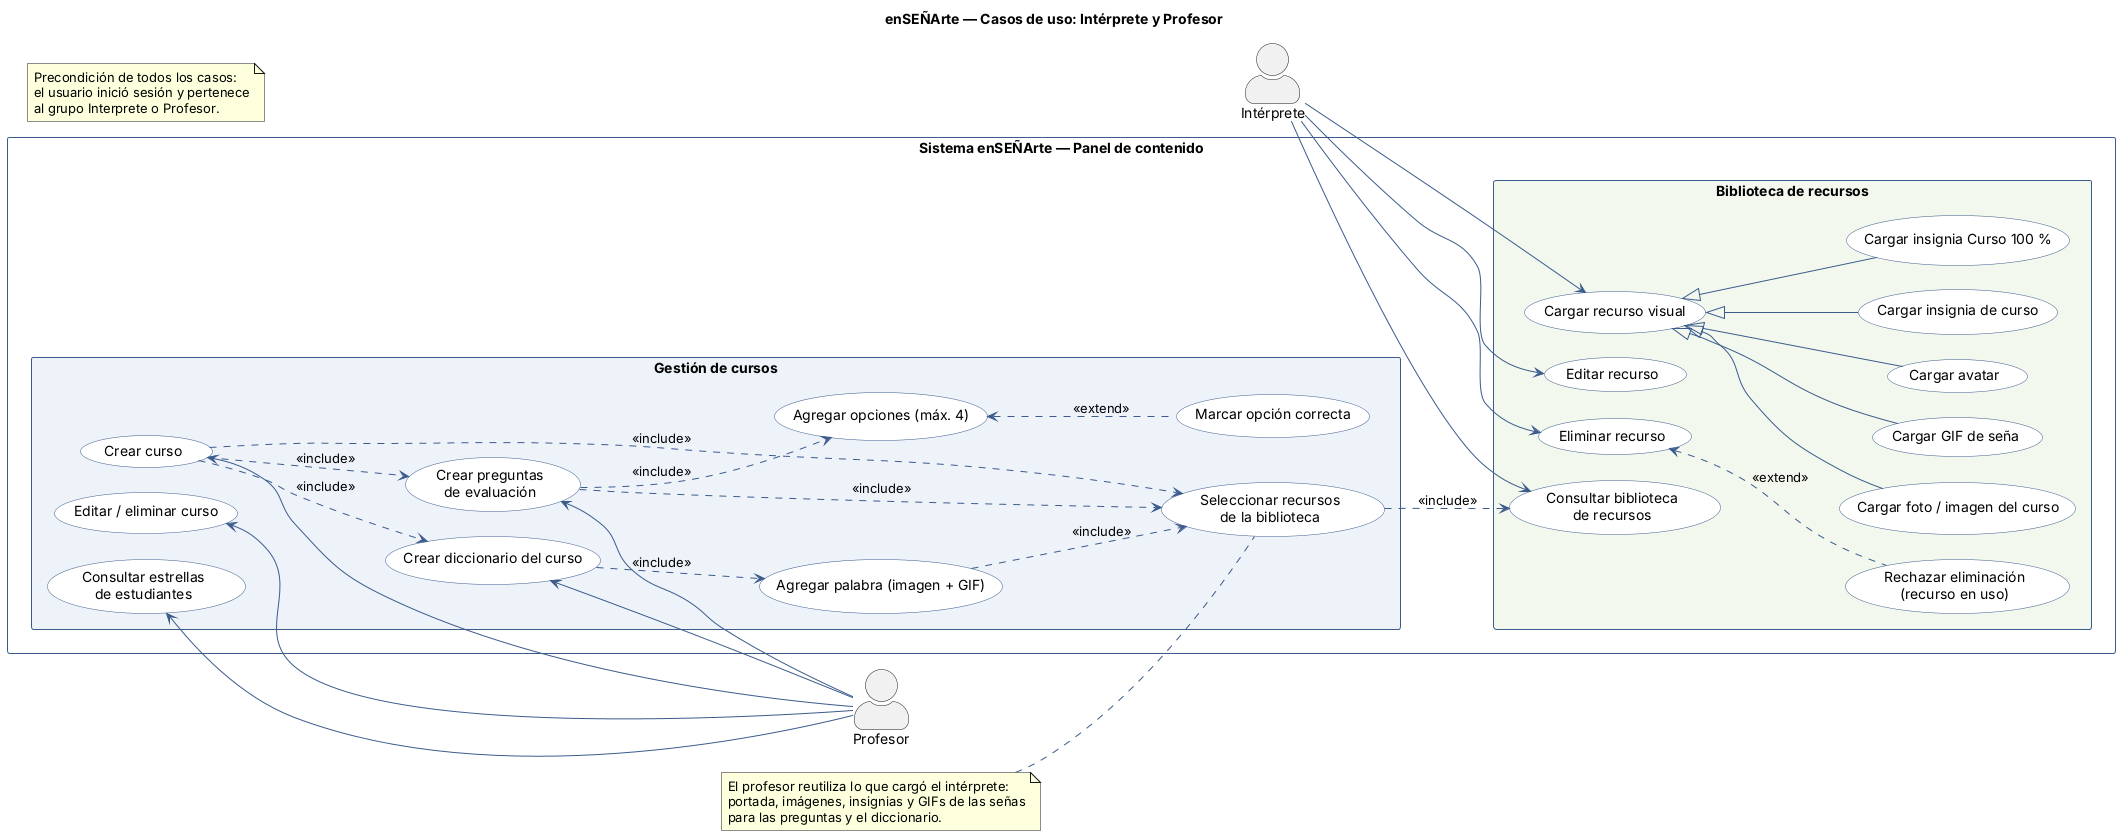 enSEÑArte — Casos de uso: Intérprete y Profesor
Precondición de todos los casos:
el usuario inició sesión y pertenece
al grupo Interprete o Profesor.
Intérprete
Sistema enSEÑArte — Panel de contenido
Biblioteca de recursos
Cargar insignia Curso 100 %
Cargar recurso visual
Cargar insignia de curso
Editar recurso
Cargar avatar
Eliminar recurso
Cargar GIF de seña
«extend»
Consultar biblioteca
de recursos
Cargar foto / imagen del curso
Rechazar eliminación
(recurso en uso)
Gestión de cursos
Agregar opciones (máx. 4)
«extend»
Marcar opción correcta
Crear curso
«include»
«include»
«include»
«include»
Crear preguntas
de evaluación
«include»
Editar / eliminar curso
Seleccionar recursos
de la biblioteca
«include»
«include»
Crear diccionario del curso
«include»
Consultar estrellas
de estudiantes
Agregar palabra (imagen + GIF)
Profesor
El profesor reutiliza lo que cargó el intérprete:
portada, imágenes, insignias y GIFs de las señas
para las preguntas y el diccionario.